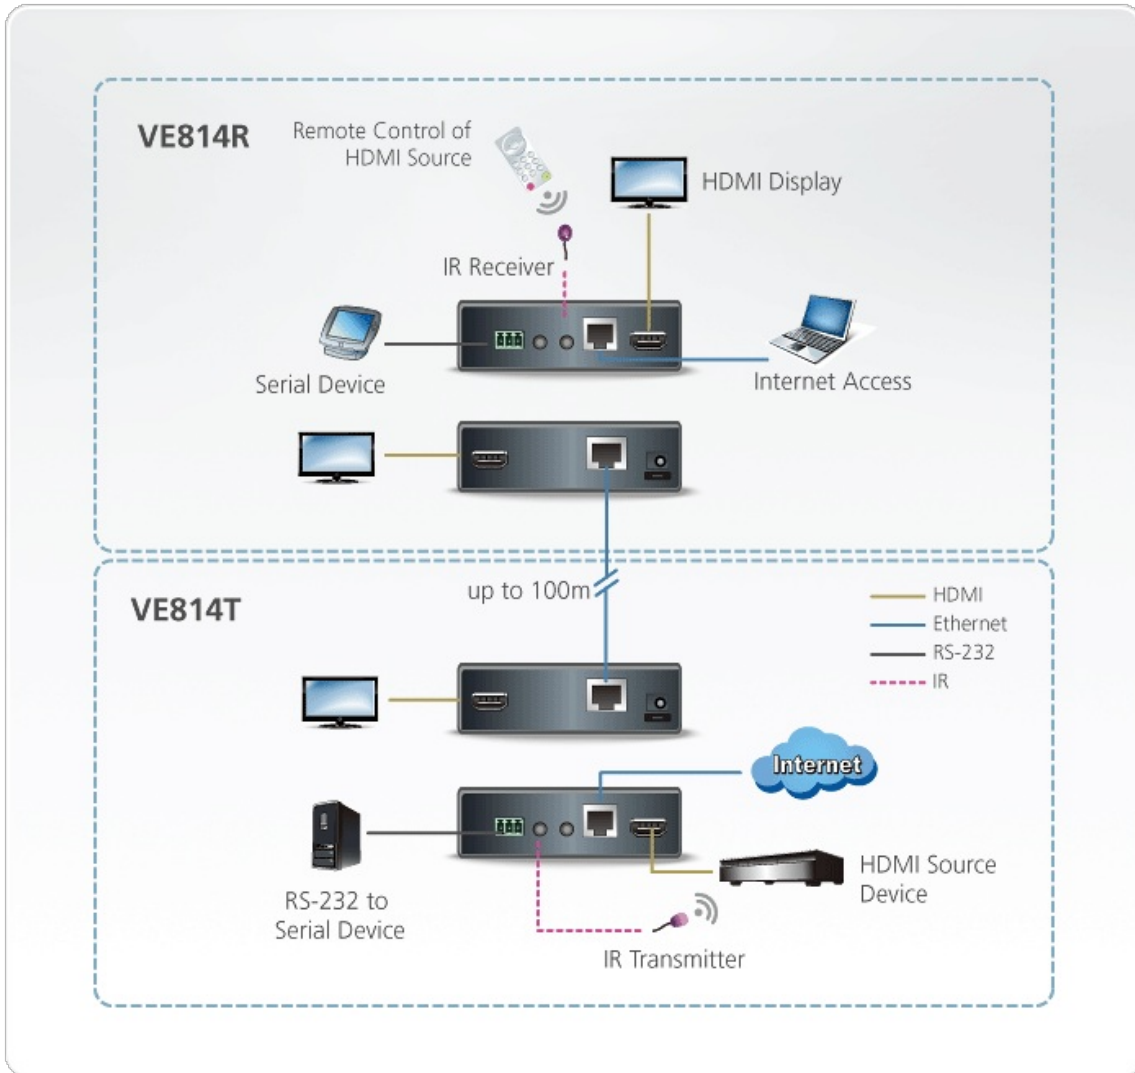 VE814R
Remote Control of
HDMI Source
HDMI Display
IR Receiver
Serial Device
Internet Access
up to 100m
VE814T
HDMI
Ethernet
RS-232
IR
Internet
RS-232 to
Serial Device
HDMI Source
Device
IR Transmitter